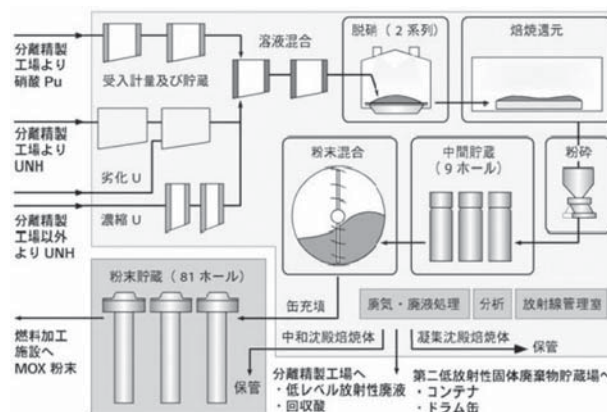 分離精製
工場より
硝酸 Pu
受入計量及び貯蔵
溶液混合
脱硝（2系列）
焙焼還元
分離精製
工場より
UNH
劣化 U
濃縮 U
分離精製
工場以外
より UNH
粉末混合
中間貯蔵
（9ホール）
粉砕
粉末貯蔵（81ホール）
缶充填
廃気・廃液処理
分析
放射線管理室
中和沈殿焙焼体
凝集沈殿焙焼体
燃料加工
施設へ
MOX 粉末
保管
保管
分離精製工場へ
・低レベル放射性廃液
・回収酸
第二低放射性固体廃棄物貯蔵場へ
・コンテナ
・ドラム缶